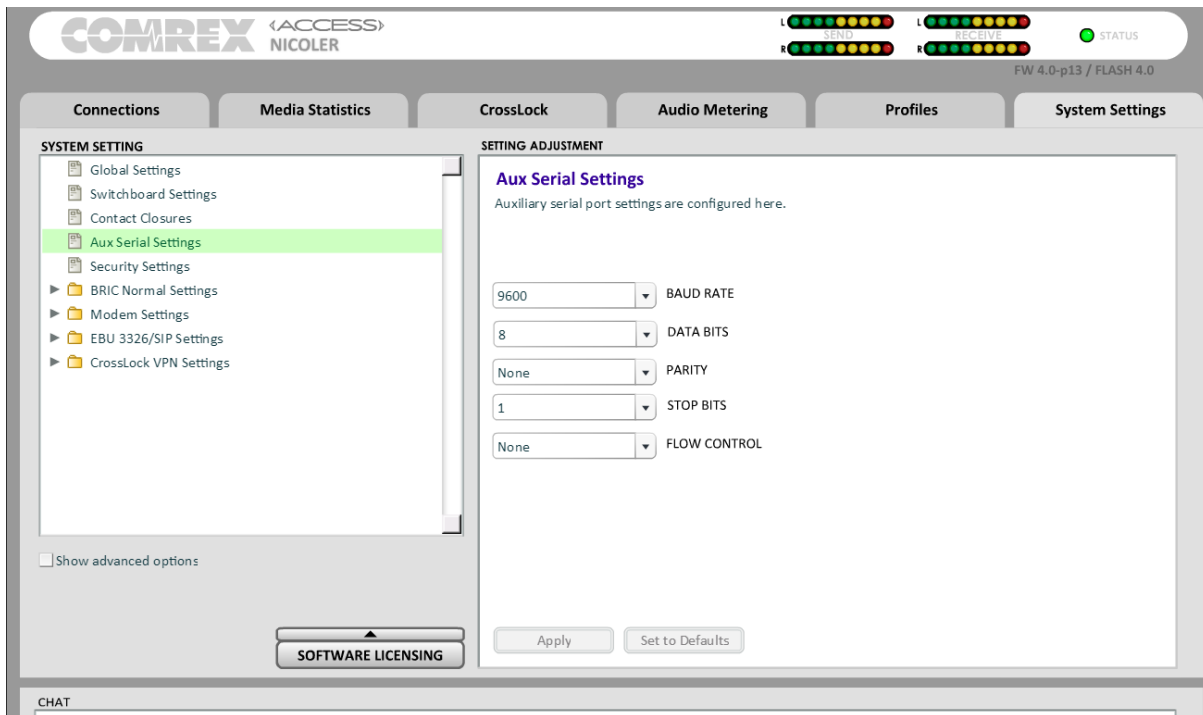 COMREX
ACCESS
NICOLER
L
SEND
R
L
RECEIVE
R
STATUS
FW 4.0-p13 / FLASH 4.0
Connections
Media Statistics
CrossLock
Audio Metering
Profiles
System Settings
SYSTEM SETTING
Global Settings
Switchboard Settings
Contact Closures
Aux Serial Settings
Security Settings
BRIC Normal Settings
Modem Settings
EBU 3326/SIP Settings
CrossLock VPN Settings
Show advanced options
SOFTWARE LICENSING
SETTING ADJUSTMENT
Aux Serial Settings
Auxiliary serial port settings are configured here.
9600 BAUD RATE
8 DATA BITS
None PARITY
1 STOP BITS
None FLOW CONTROL
Apply
Set to Defaults
CHAT